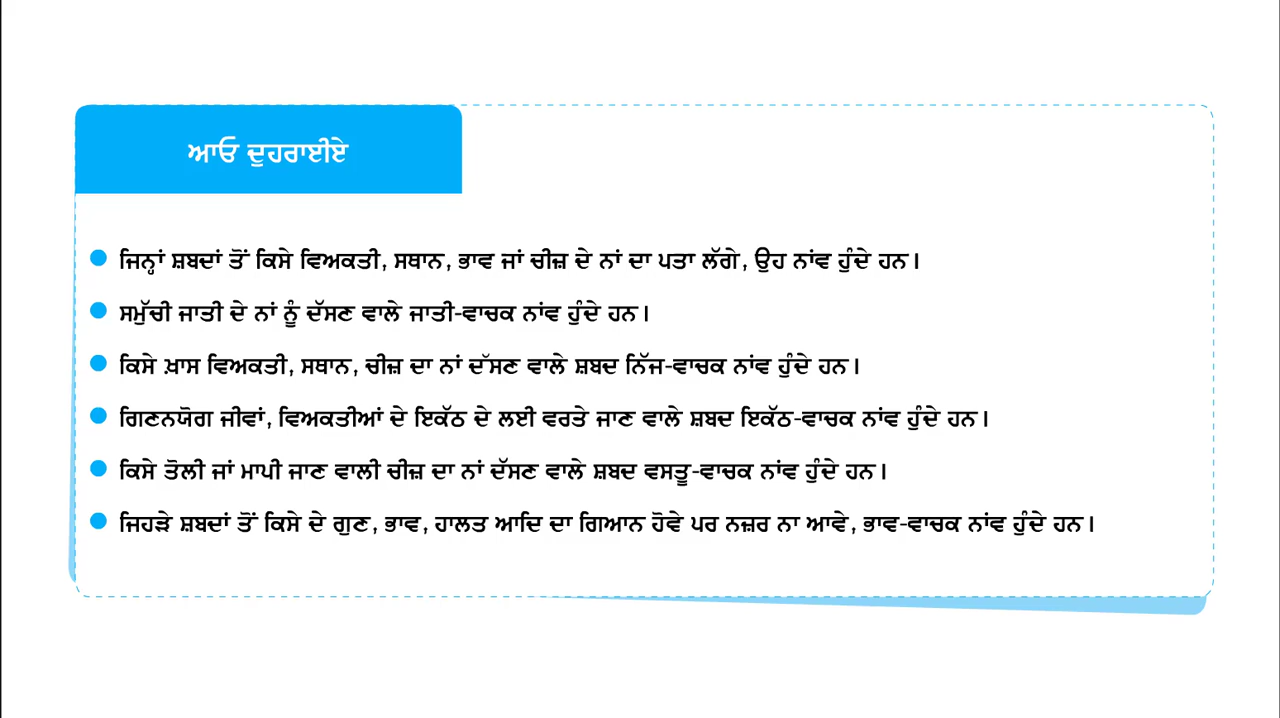 ਆਓ ਦੁਹਰਾਈਏ
ਜਿਨ੍ਹਾਂ ਸ਼ਬਦਾਂ ਤੋਂ ਕਿਸੇ ਵਿਅਕਤੀ, ਸਥਾਨ, ਭਾਵ ਜਾਂ ਚੀਜ਼ ਦੇ ਨਾਂ ਦਾ ਪਤਾ ਲੱਗੇ, ਉਹ ਨਾਂਵ ਹੁੰਦੇ ਹਨ।
ਸਮੁੱਚੀ ਜਾਤੀ ਦੇ ਨਾਂ ਨੂੰ ਦੱਸਣ ਵਾਲੇ ਜਾਤੀ-ਵਾਚਕ ਨਾਂਵ ਹੁੰਦੇ ਹਨ।
ਕਿਸੇ ਖ਼ਾਸ ਵਿਅਕਤੀ, ਸਥਾਨ, ਚੀਜ਼ ਦਾ ਨਾਂ ਦੱਸਣ ਵਾਲੇ ਸ਼ਬਦ ਨਿੱਜ-ਵਾਚਕ ਨਾਂਵ ਹੁੰਦੇ ਹਨ।
ਗਿਣਨਯੋਗ ਜੀਵਾਂ, ਵਿਅਕਤੀਆਂ ਦੇ ਇਕੱਠ ਦੇ ਲਈ ਵਰਤੇ ਜਾਣ ਵਾਲੇ ਸ਼ਬਦ ਇਕੱਠ-ਵਾਚਕ ਨਾਂਵ ਹੁੰਦੇ ਹਨ।
ਕਿਸੇ ਤੋਲੀ ਜਾਂ ਮਾਪੀ ਜਾਣ ਵਾਲੀ ਚੀਜ਼ ਦਾ ਨਾਂ ਦੱਸਣ ਵਾਲੇ ਸ਼ਬਦ ਵਸਤੂ-ਵਾਚਕ ਨਾਂਵ ਹੁੰਦੇ ਹਨ।
ਜਿਹੜੇ ਸ਼ਬਦਾਂ ਤੋਂ ਕਿਸੇ ਦੇ ਗੁਣ, ਭਾਵ, ਹਾਲਤ ਆਦਿ ਦਾ ਗਿਆਨ ਹੋਵੇ ਪਰ ਨਜ਼ਰ ਨਾ ਆਵੇ, ਭਾਵ-ਵਾਚਕ ਨਾਂਵ ਹੁੰਦੇ ਹਨ।